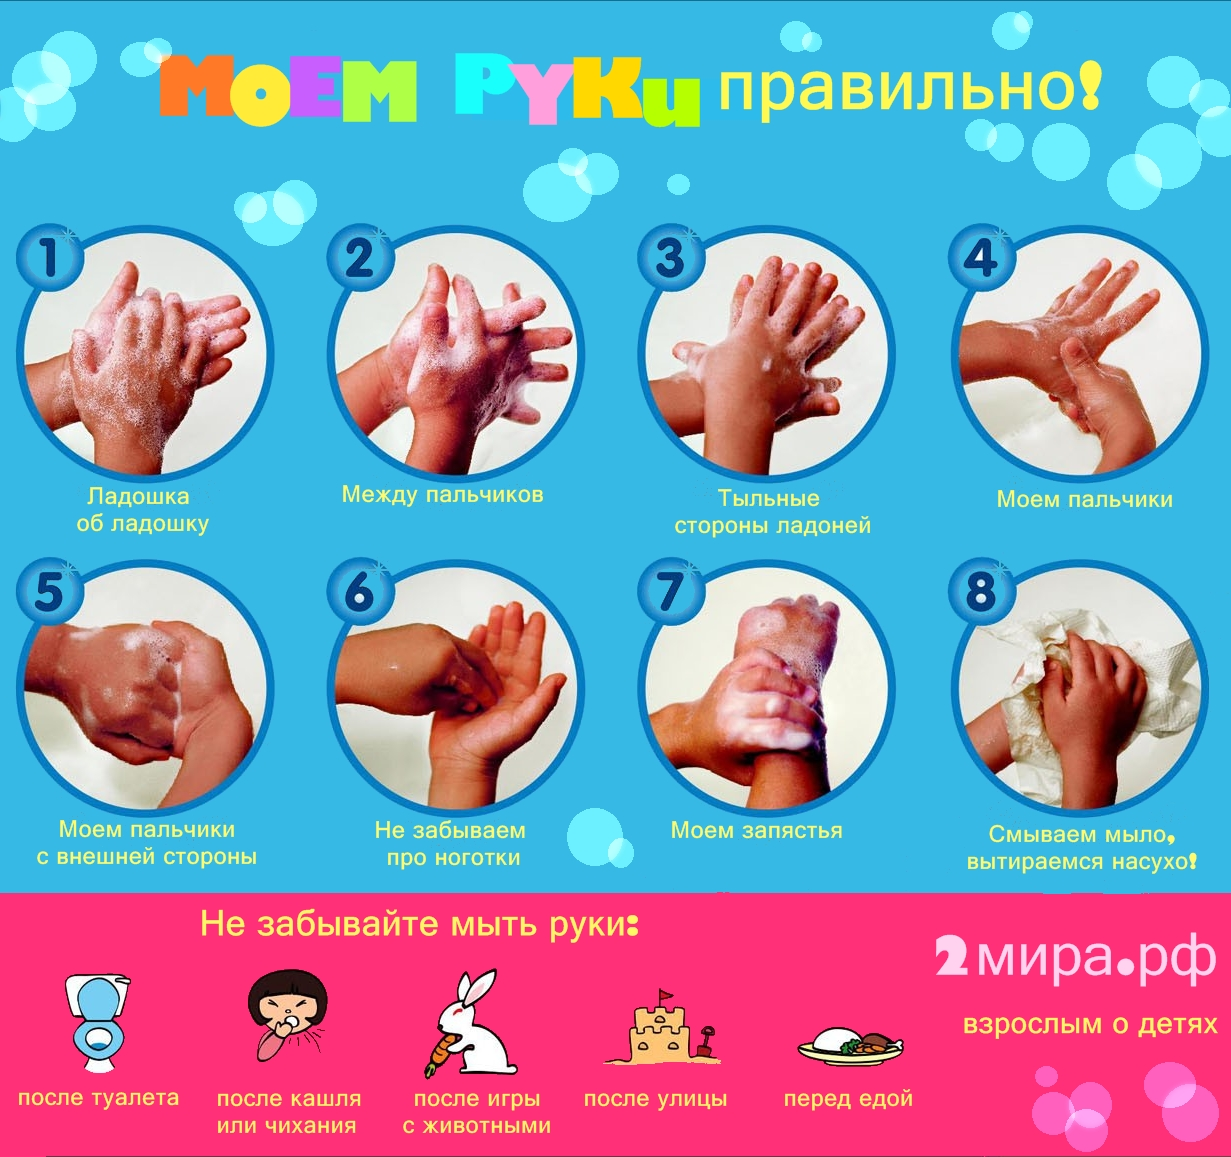 Моем руки правильно!
1
2
3
4
Ладошка
об ладошку
Между пальчиков
Тыльные
стороны ладоней
Моем пальчики
5
6
7
8
Моем пальчики
с внешней стороны
Не забываем
про ноготки
Моем запястья
Смываем мыло,
вытираемся насухо!
Не забывайте мыть руки:
после туалета
после кашля
или чихания
после игры
с животными
после улицы
перед едой
2мира.рф
взрослым о детях